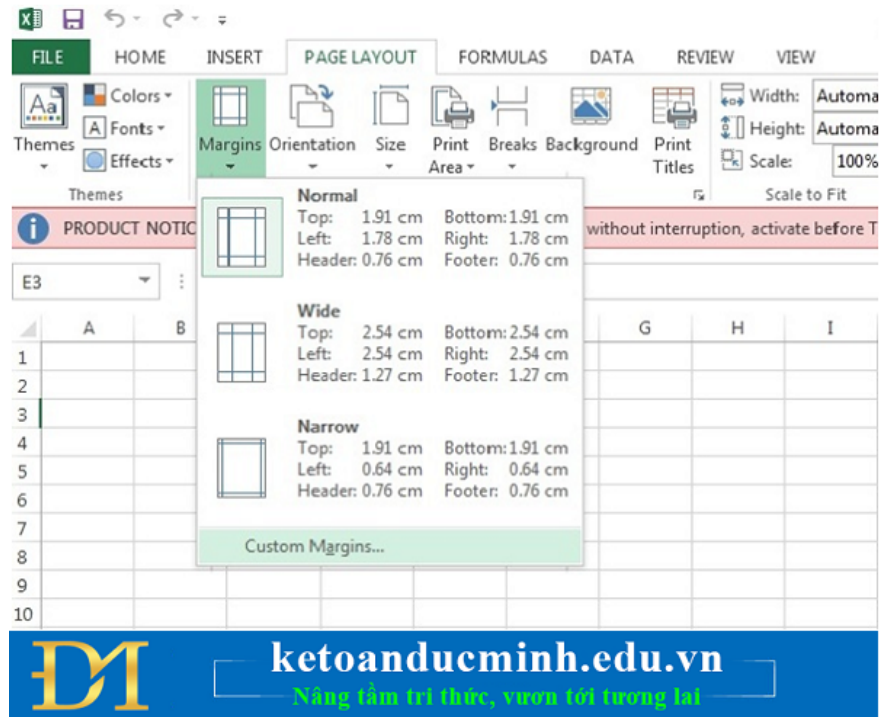 FILE HOME INSERT PAGE LAYOUT FORMULAS DATA REVIEW VIEW
Aa Colors Width: Automa
A Fonts Height: Automa
Themes Effects Margins Orientation Size Print Area Breaks Background Print Titles Scale: 100%
Themes Scale to Fit
i PRODUCT NOTIC without interruption, activate before T
Normal
Top: 1.91 cm Bottom: 1.91 cm
Left: 1.78 cm Right: 1.78 cm
Header: 0.76 cm Footer: 0.76 cm
E3
Wide
Top: 2.54 cm Bottom: 2.54 cm
Left: 2.54 cm Right: 2.54 cm
Header: 1.27 cm Footer: 1.27 cm
Narrow
Top: 1.91 cm Bottom: 1.91 cm
Left: 0.64 cm Right: 0.64 cm
Header: 0.76 cm Footer: 0.76 cm
Custom Margins...
A B G H I
1
2
3
4
5
6
7
8
9
10
ĐM
ketoanducminh.edu.vn
Nâng tầm tri thức, vươn tới tương lai